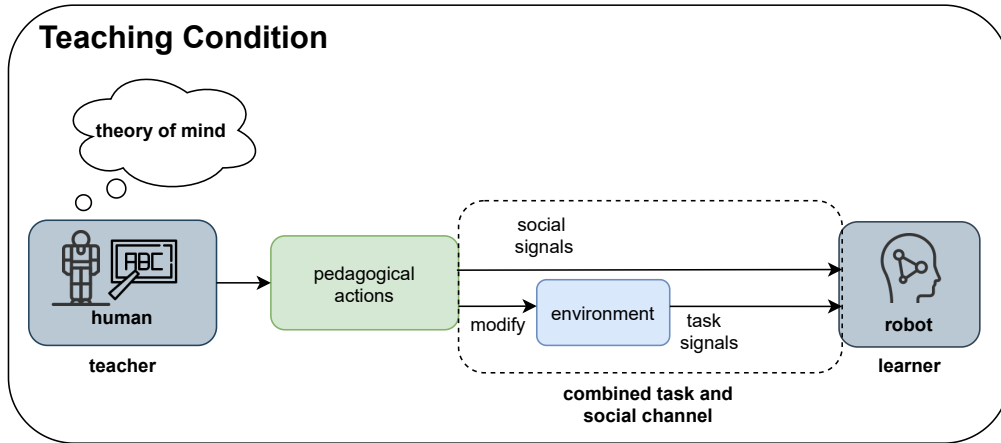 Teaching Condition
theory of mind
ABC
human
teacher
pedagogical
actions
social
signals
modify
environment
task
signals
combined task and
social channel
robot
learner